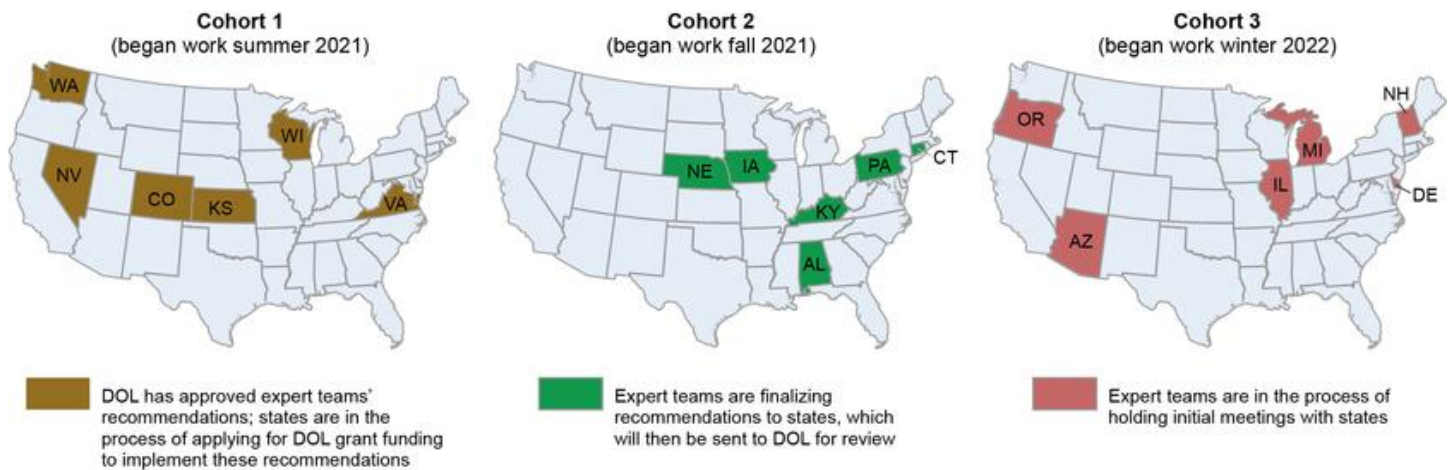 Cohort 1
(began work summer 2021)
WA
WI
NV
CO
KS
VA
DOL has approved expert teams'
recommendations; states are in the
process of applying for DOL grant funding
to implement these recommendations
Cohort 2
(began work fall 2021)
NE
IA
PA
CT
KY
AL
Expert teams are finalizing
recommendations to states, which
will then be sent to DOL for review
Cohort 3
(began work winter 2022)
NH
OR
MI
IL
DE
AZ
Expert teams are in the process of
holding initial meetings with states